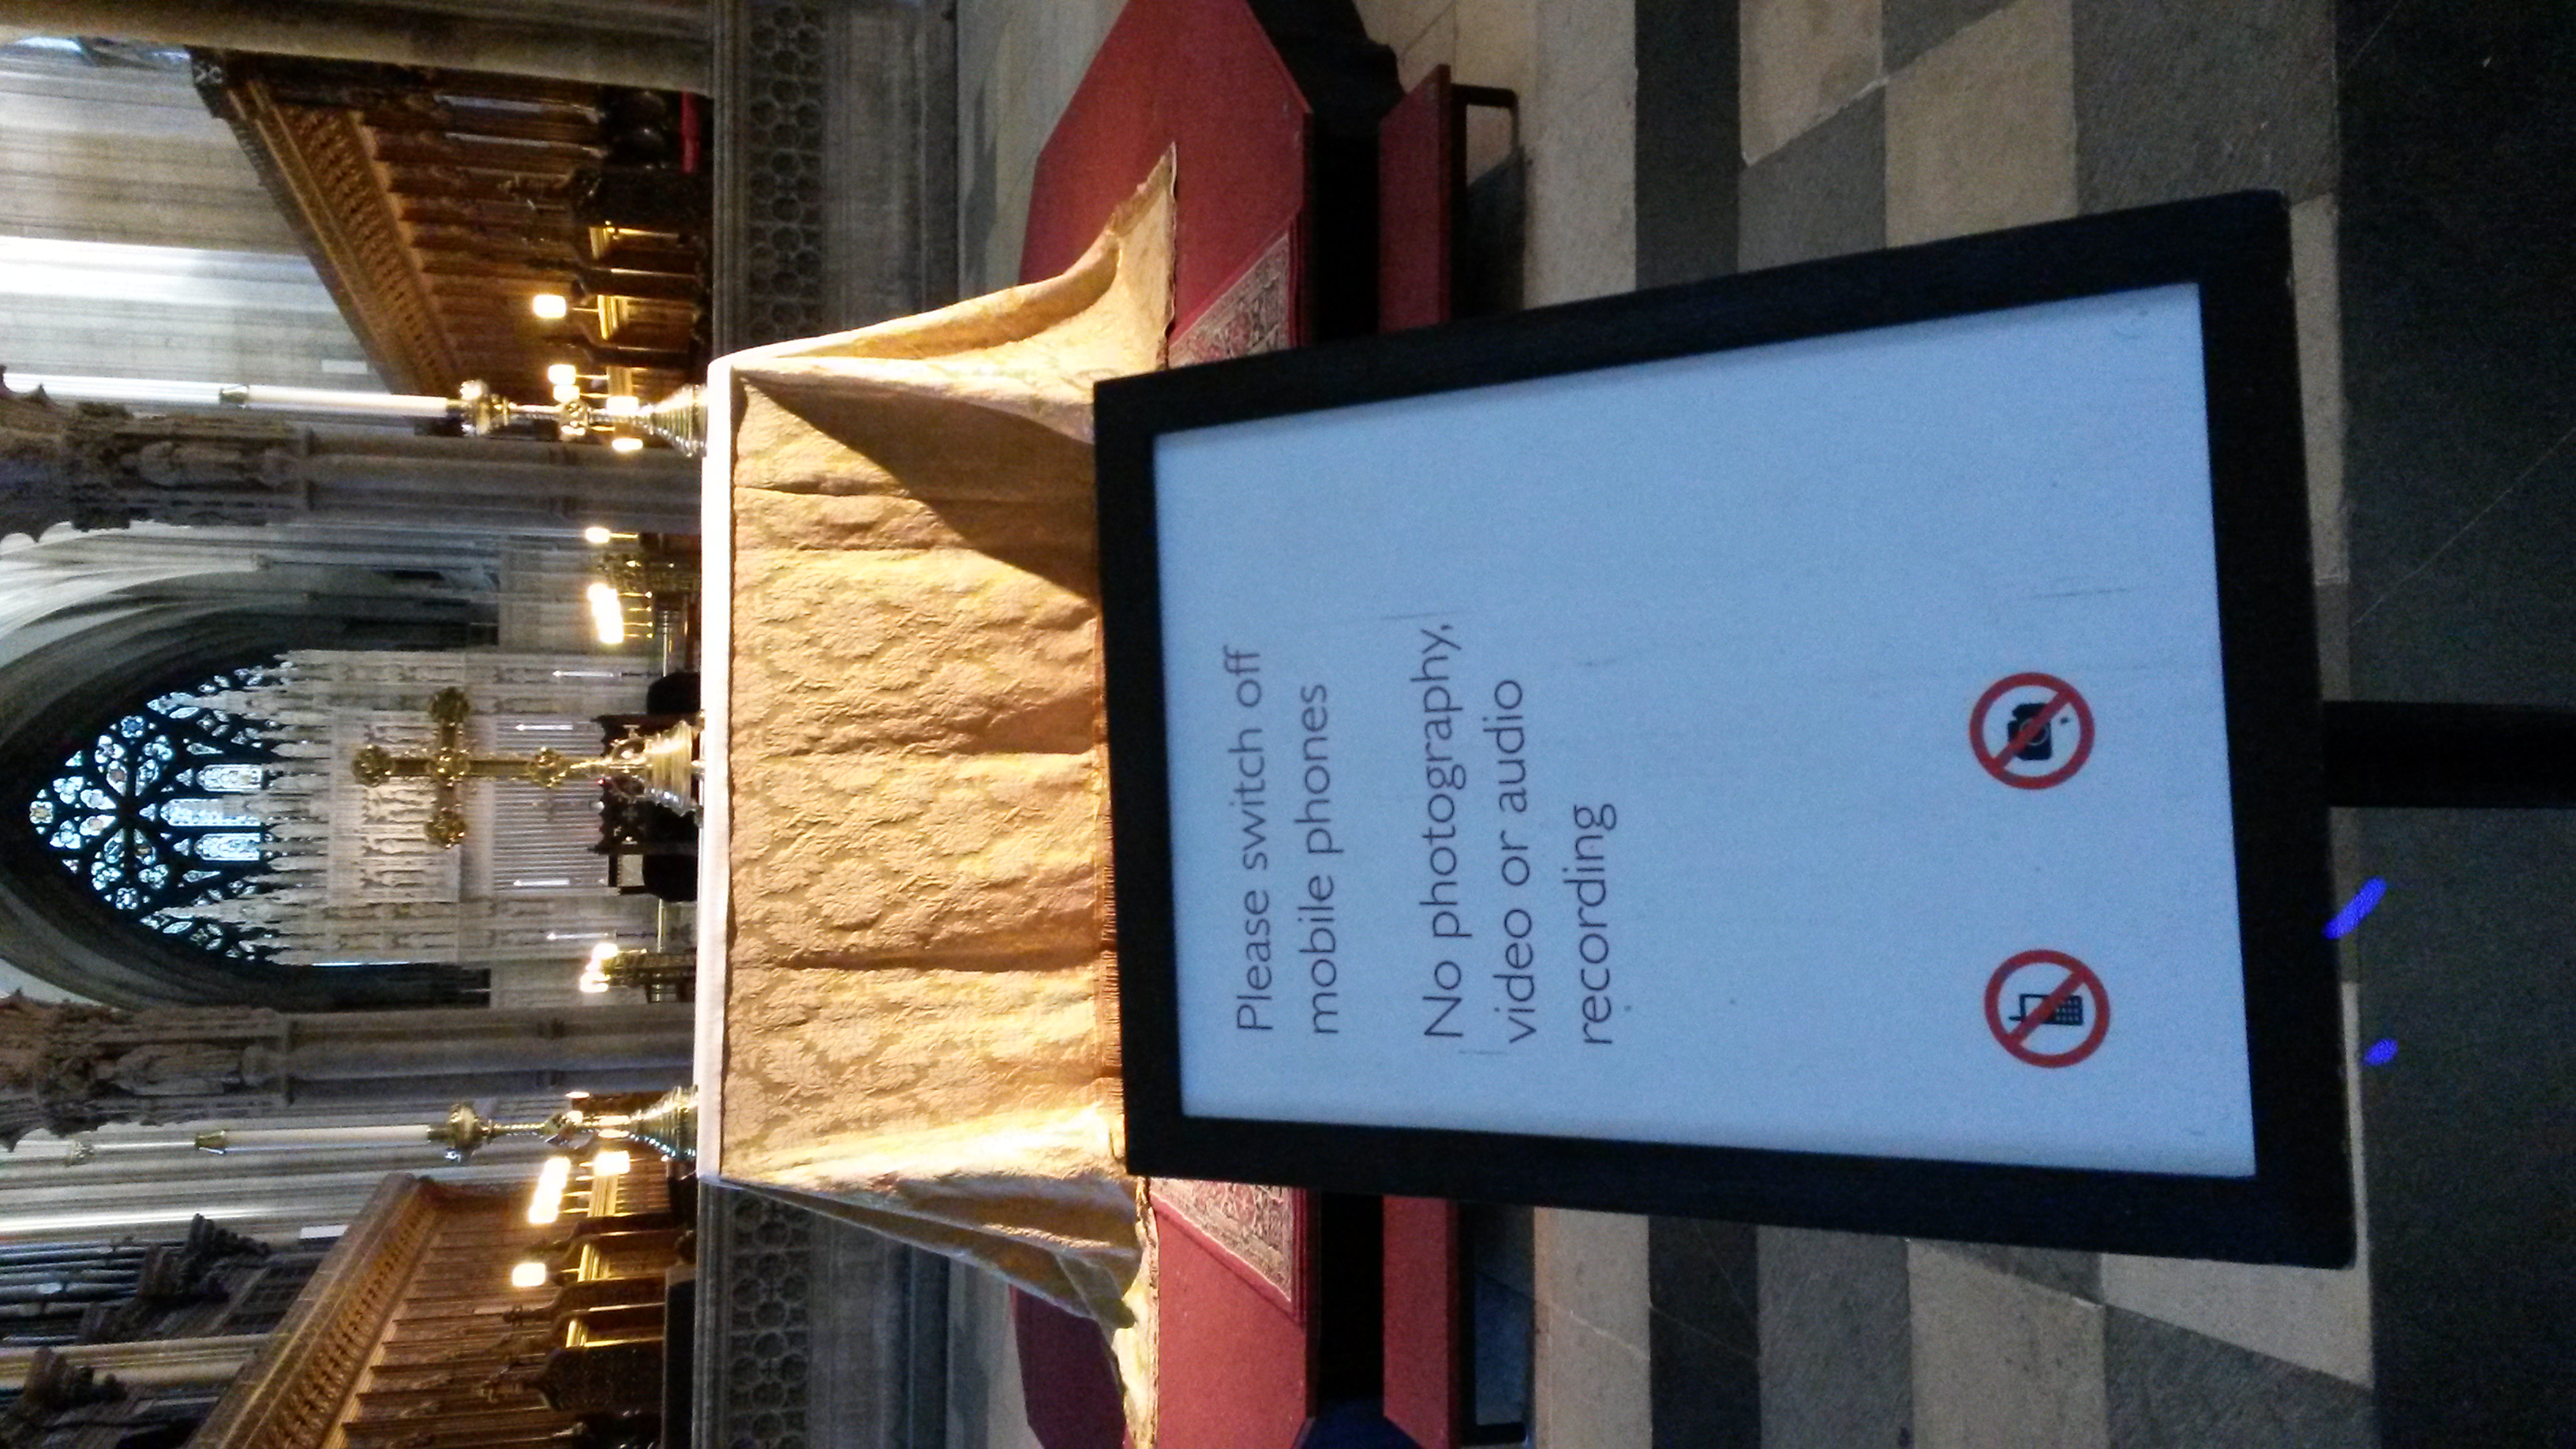 Please switch off
mobile phones
No photography,
video or audio
recording